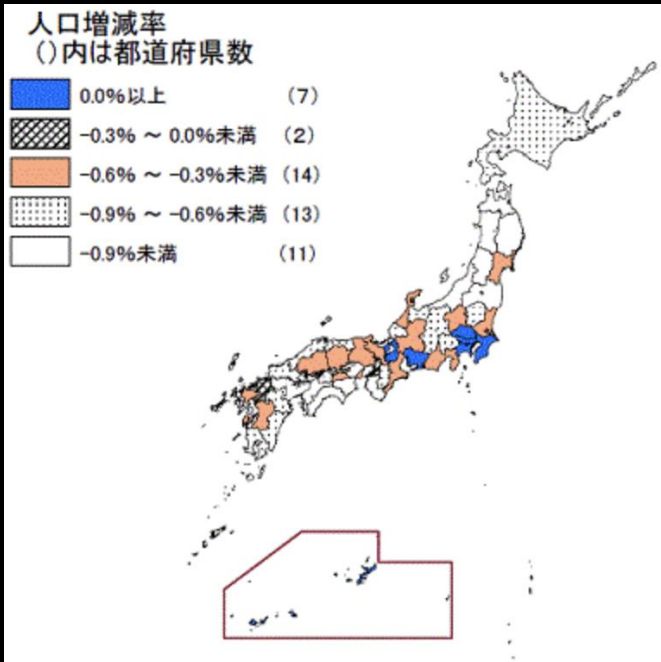 人口増減率
()内は都道府県数
0.0%以上 (7)
-0.3% ～ 0.0%未満 (2)
-0.6% ～ -0.3%未満 (14)
-0.9% ～ -0.6%未満 (13)
-0.9%未満 (11)